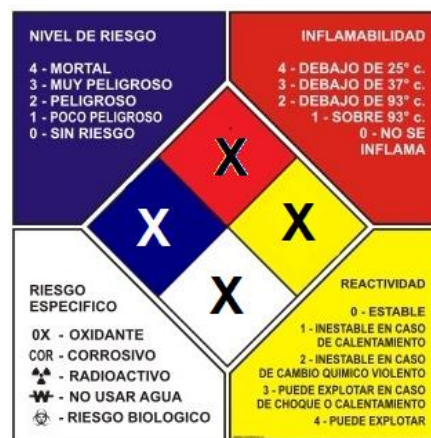 NIVEL DE RIESGO
4 - MORTAL
3 - MUY PELIGROSO
2 - PELIGROSO
1 - POCO PELIGROSO
0 - SIN RIESGO
INFLAMABILIDAD
4 - DEBAJO DE 25° c.
3 - DEBAJO DE 37° c.
2 - DEBAJO DE 93° c.
1 - SOBRE 93° c.
0 - NO SE
INFLAMA
X
X
X
X
RIESGO
ESPECIFICO
0X - OXIDANTE
COR - CORROSIVO
- RADIOACTIVO
W - NO USAR AGUA
- RIESGO BIOLOGICO
REACTIVIDAD
0 - ESTABLE
1 - INESTABLE EN CASO
DE CALENTAMIENTO
2 - INESTABLE EN CASO
DE CAMBIO QUIMICO VIOLENTO
3 - PUEDE EXPLOTAR EN CASO
DE CHOQUE O CALENTAMIENTO
4 - PUEDE EXPLOTAR